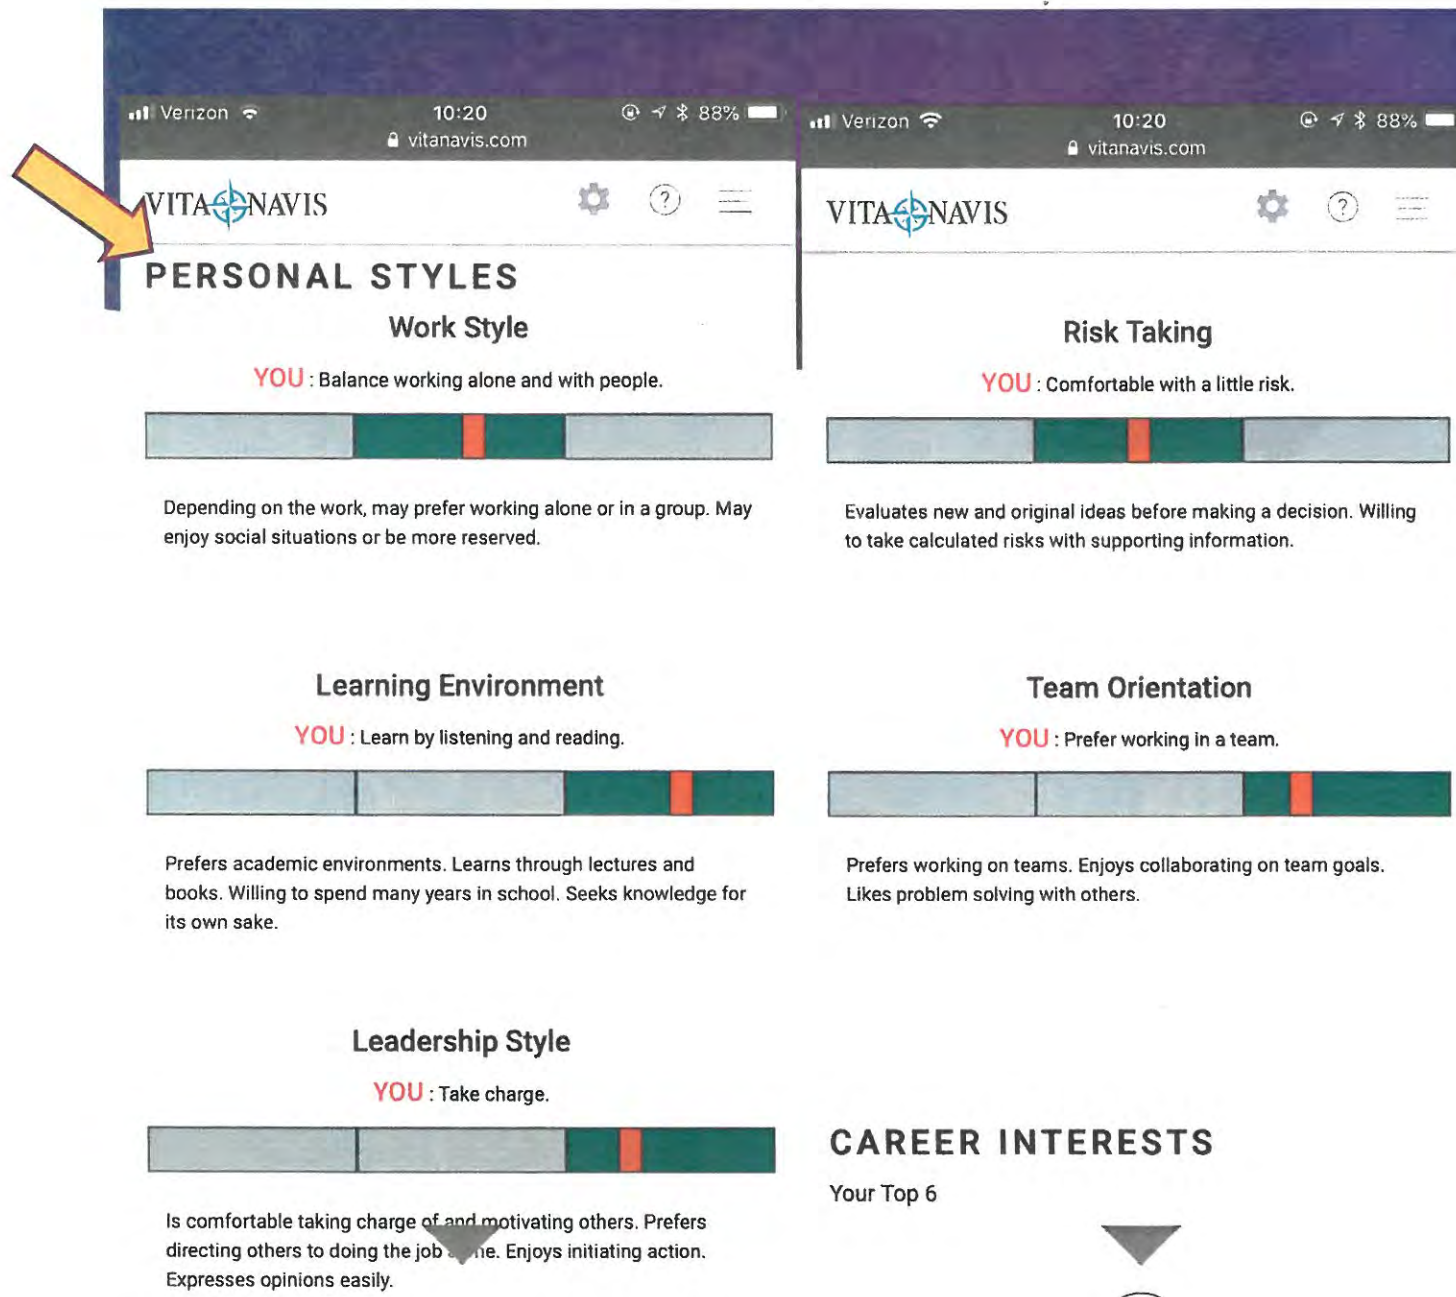 Verizon 10:20 88%
vitanavis.com
VITA NAVIS ?
PERSONAL STYLES
Work Style
YOU : Balance working alone and with people.
Depending on the work, may prefer working alone or in a group. May
enjoy social situations or be more reserved.
Learning Environment
YOU : Learn by listening and reading.
Prefers academic environments. Learns through lectures and
books. Willing to spend many years in school. Seeks knowledge for
its own sake.
Leadership Style
YOU : Take charge.
Is comfortable taking charge of and motivating others. Prefers
directing others to doing the job Enjoys initiating action.
Expresses opinions easily.
Verizon 10:20 88%
vitanavis.com
VITA NAVIS ?
Risk Taking
YOU : Comfortable with a little risk.
Evaluates new and original ideas before making a decision. Willing
to take calculated risks with supporting information.
Team Orientation
YOU : Prefer working in a team.
Prefers working on teams. Enjoys collaborating on team goals.
Likes problem solving with others.
CAREER INTERESTS
Your Top 6